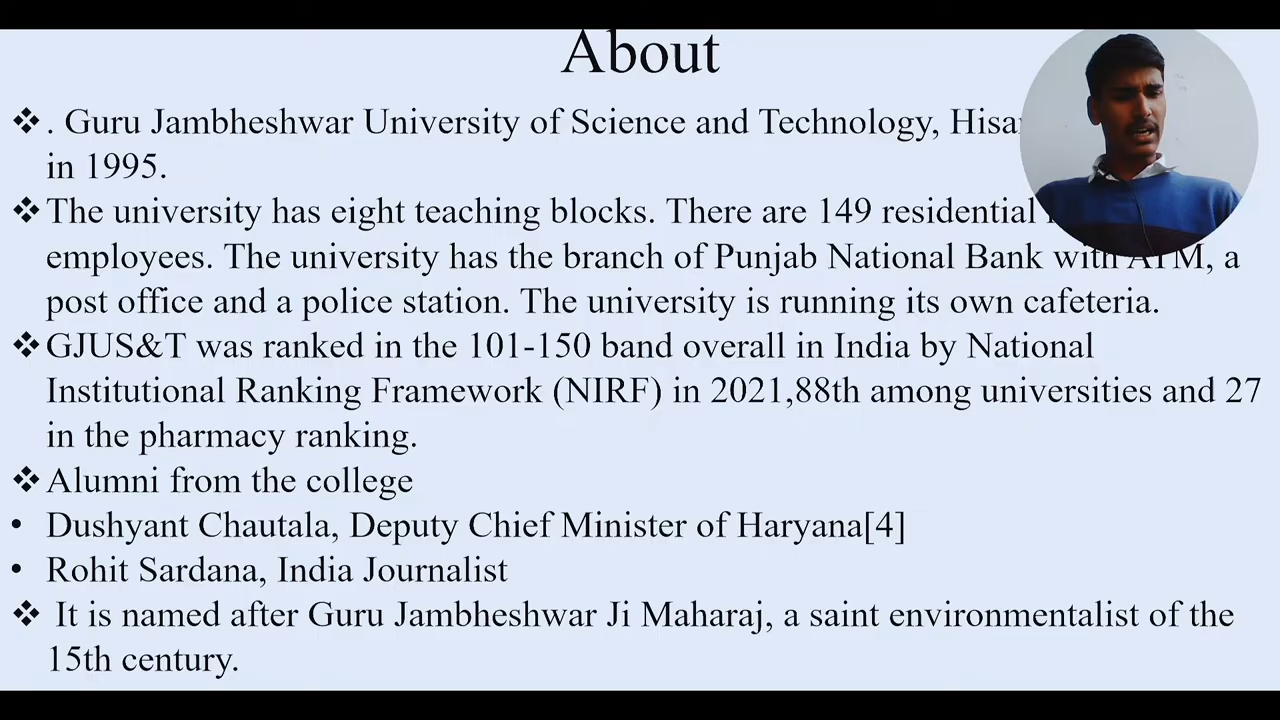 About
❖. Guru Jambheshwar University of Science and Technology,
in 1995.
❖The university has eight teaching blocks. There are 149 residential
employees. The university has the branch of Punjab National Bank with ATM, a
post office and a police station. The university is running its own cafeteria.
❖GJUS&T was ranked in the 101-150 band overall in India by National
Institutional Ranking Framework (NIRF) in 2021,88th among universities and 27
in the pharmacy ranking.
❖Alumni from the college
• Dushyant Chautala, Deputy Chief Minister of Haryana[4]
• Rohit Sardana, India Journalist
❖ It is named after Guru Jambheshwar Ji Maharaj, a saint environmentalist of the
15th century.